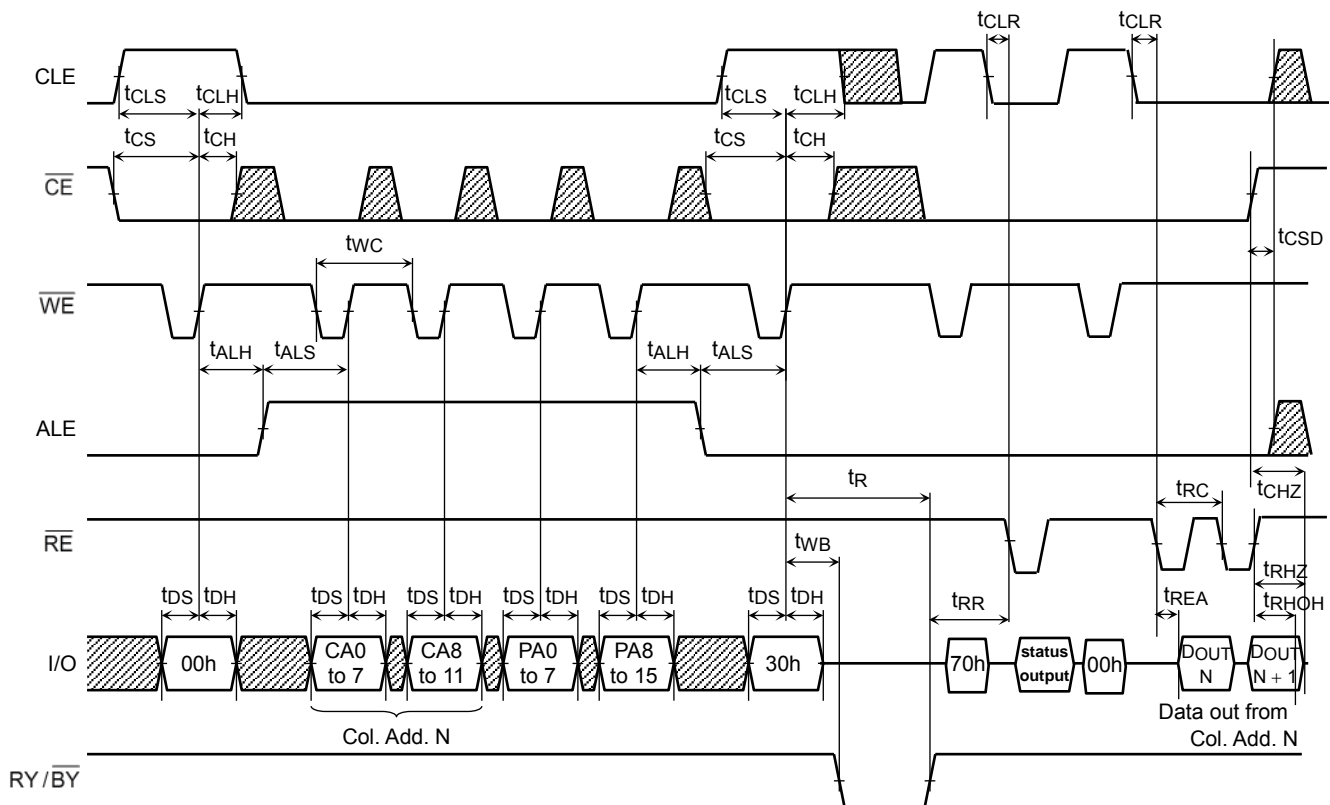 tCLR tCLR
CLE
tCLS tCLH tCLS tCLH
tCS tCH tCS tCH
CE
tCSD
tWC
WE
tALH tALS tALH tALS
ALE
tR
tRC tCHZ
RE
tWB
tRHZ
tDS tDH tDS tDH tDS tDH tDS tDH tDS tDH tDS tDH tRR tREA tRHOH
I/O 00h CA0 to 7 CA8 to 11 PA0 to 7 PA8 to 15 30h 70h status output 00h DOUT N DOUT N + 1
Data out from
Col. Add. N
Col. Add. N
RY / BY